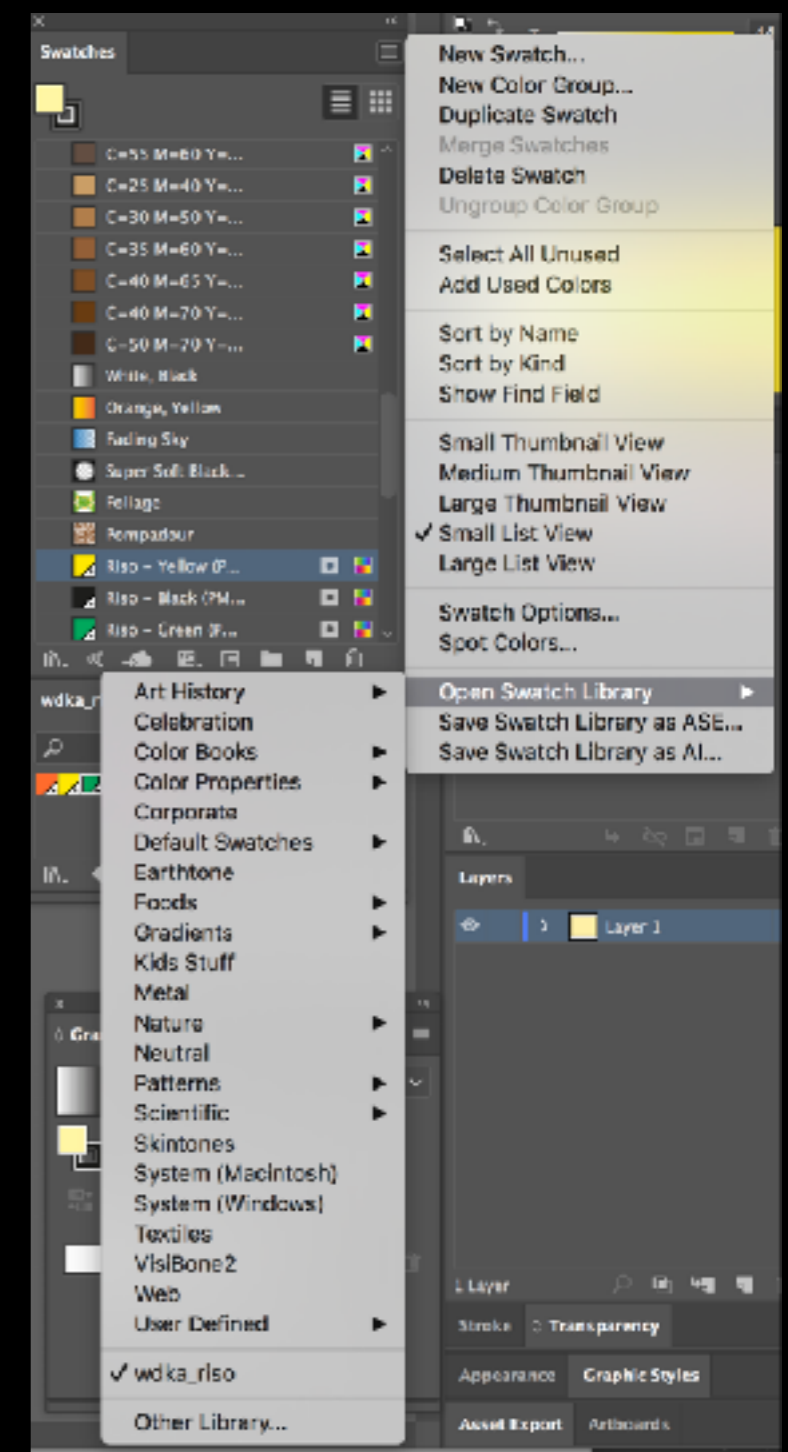 Swatches
C=55 M=60 Y=...
C=25 M=40 Y=...
C=30 M=50 Y=...
C=35 M=60 Y=...
C=40 M=65 Y=...
C=40 M=70 Y=...
C=50 M=70 Y=...
White, Black
Orange, Yellow
Fading Sky
Super Soft Black...
Foliage
Pompadour
Riso - Yellow (P...
Riso - Black (PM...
Riso - Green (P...
New Swatch...
New Color Group...
Duplicate Swatch
Merge Swatches
Delete Swatch
Ungroup Color Group
Select All Unused
Add Used Colors
Sort by Name
Sort by Kind
Show Find Field
Small Thumbnail View
Medium Thumbnail View
Large Thumbnail View
Small List View
Large List View
Swatch Options...
Spot Colors...
Open Swatch Library
Save Swatch Library as ASE...
Save Swatch Library as AI...
wdka_r
Art History
Celebration
Color Books
Color Properties
Corporate
Default Swatches
Earthtone
Foods
Gradients
Kids Stuff
Metal
Nature
Neutral
Patterns
Scientific
Skintones
System (Macintosh)
System (Windows)
Textiles
VisiBone2
Web
User Defined
wdka_riso
Other Library...
Gra
Layers
Layer 1
1 Layer
Stroke Transparency
Appearance Graphic Styles
Asset Export Artboards